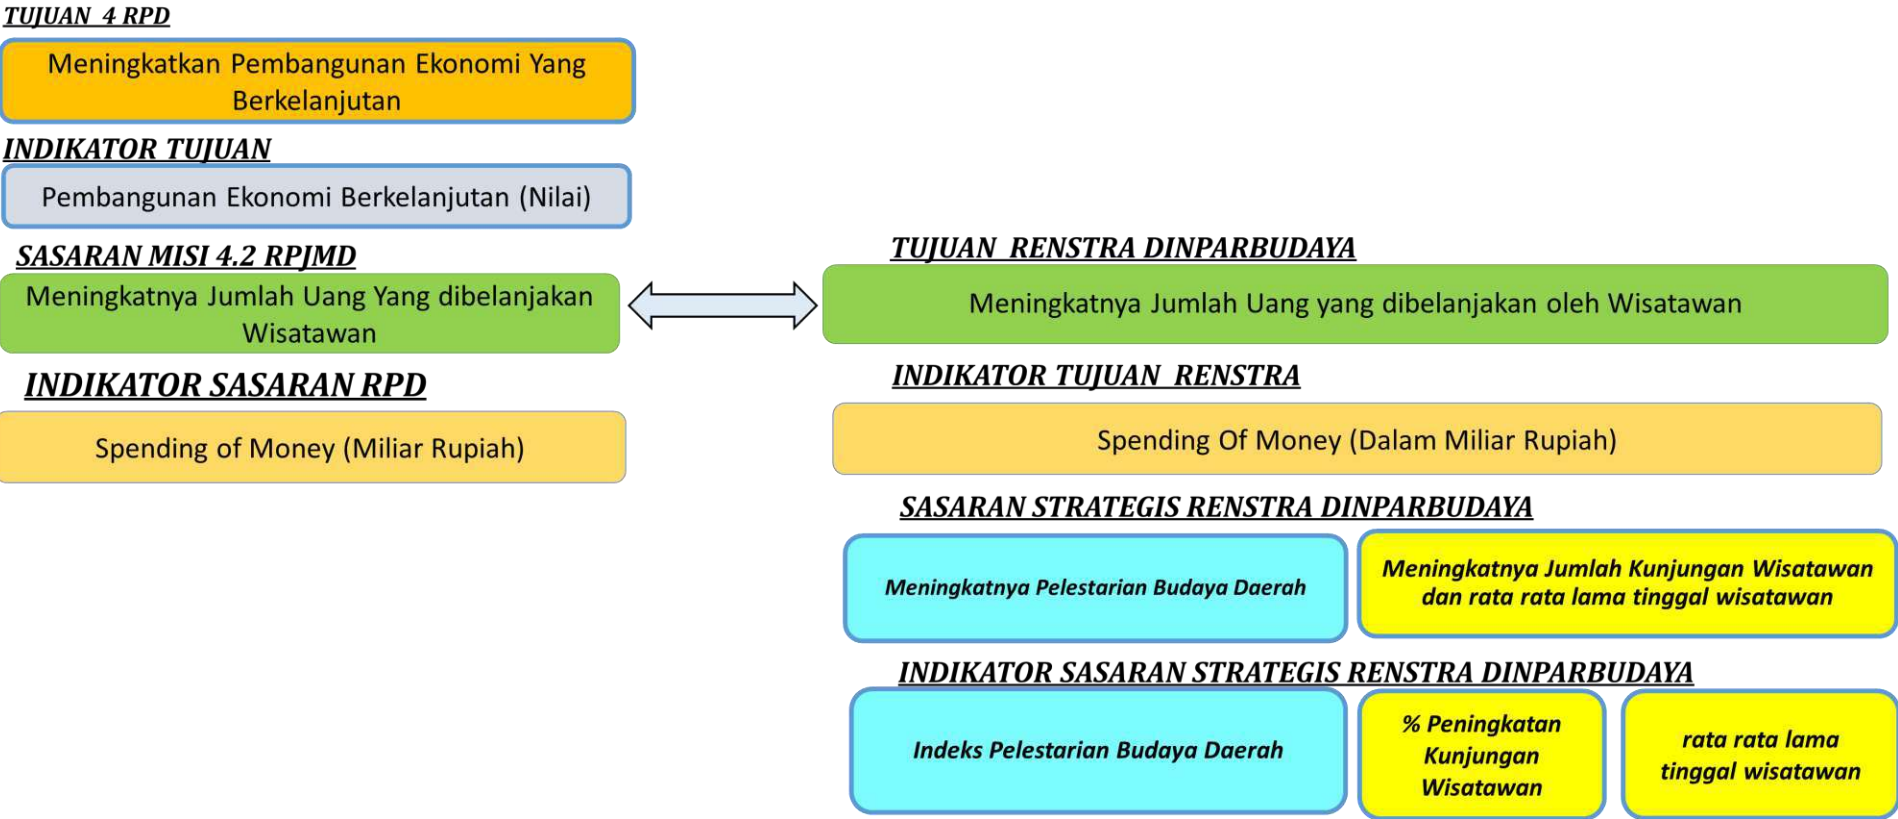 TUJUAN 4 RPD
Meningkatkan Pembangunan Ekonomi Yang
Berkelanjutan
INDIKATOR TUJUAN
Pembangunan Ekonomi Berkelanjutan (Nilai)
SASARAN MISI 4.2 RPJMD
Meningkatnya Jumlah Uang Yang dibelanjakan
Wisatawan
INDIKATOR SASARAN RPD
Spending of Money (Miliar Rupiah)
TUJUAN RENSTRA DINPARBUDAYA
Meningkatnya Jumlah Uang yang dibelanjakan oleh Wisatawan
INDIKATOR TUJUAN RENSTRA
Spending Of Money (Dalam Miliar Rupiah)
SASARAN STRATEGIS RENSTRA DINPARBUDAYA
Meningkatnya Pelestarian Budaya Daerah
Meningkatnya Jumlah Kunjungan Wisatawan
dan rata rata lama tinggal wisatawan
INDIKATOR SASARAN STRATEGIS RENSTRA DINPARBUDAYA
Indeks Pelestarian Budaya Daerah
% Peningkatan
Kunjungan
Wisatawan
rata rata lama
tinggal wisatawan